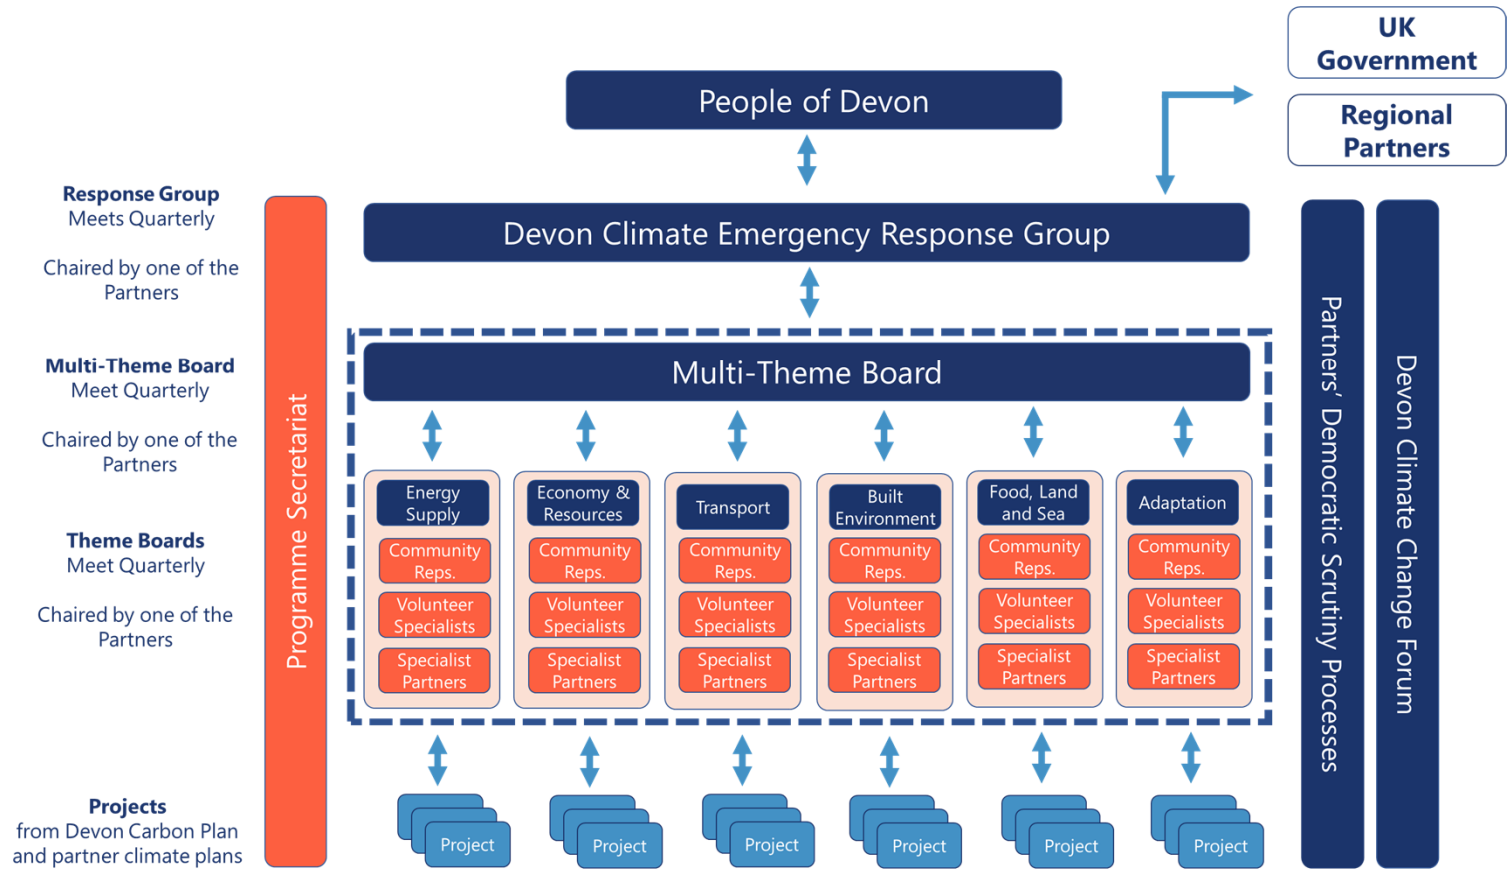 UK
Government
Regional
Partners
People of Devon
Response Group
Meets Quarterly
Chaired by one of the
Partners
Devon Climate Emergency Response Group
Multi-Theme Board
Meet Quarterly
Chaired by one of the
Partners
Multi-Theme Board
Theme Boards
Meet Quarterly
Chaired by one of the
Partners
Programme Secretariat
Energy
Supply
Community
Reps.
Volunteer
Specialists
Specialist
Partners
Economy &
Resources
Community
Reps.
Volunteer
Specialists
Specialist
Partners
Transport
Community
Reps.
Volunteer
Specialists
Specialist
Partners
Built
Environment
Community
Reps.
Volunteer
Specialists
Specialist
Partners
Food, Land
and Sea
Community
Reps.
Volunteer
Specialists
Specialist
Partners
Adaptation
Community
Reps.
Volunteer
Specialists
Specialist
Partners
Partners’ Democratic Scrutiny Processes
Devon Climate Change Forum
Projects
from Devon Carbon Plan
and partner climate plans
Project
Project
Project
Project
Project
Project